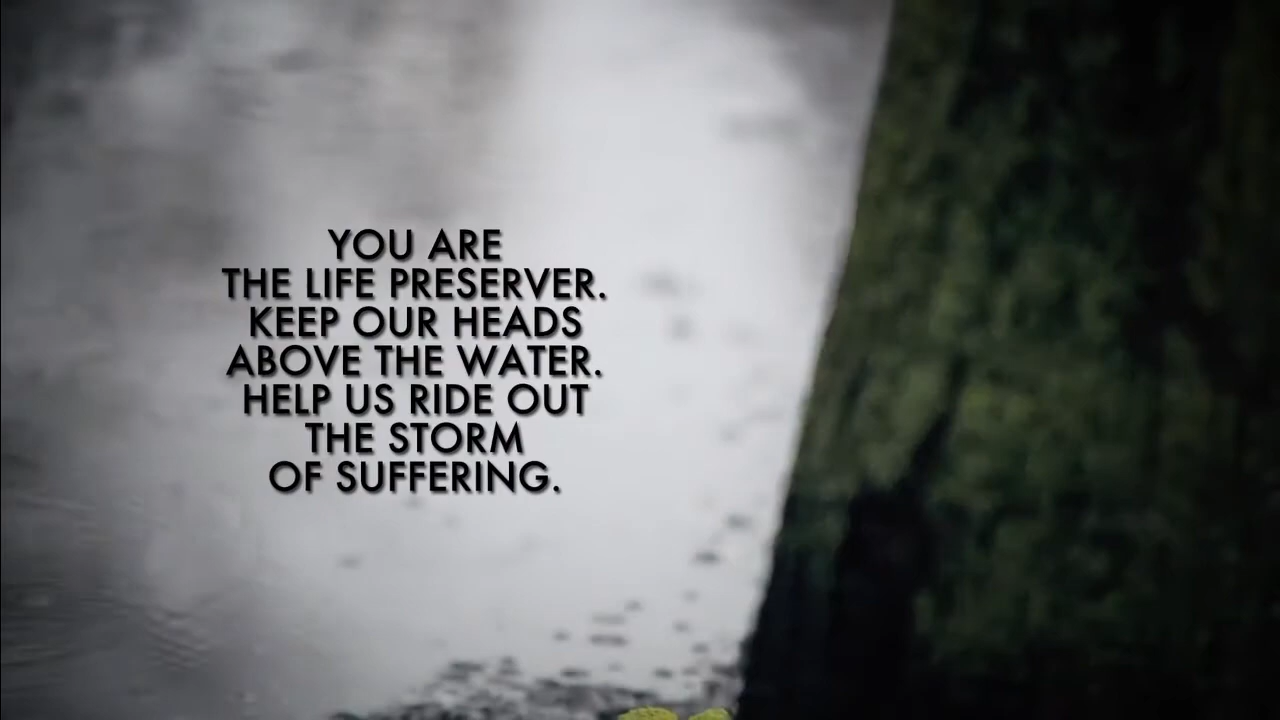 YOU ARE
THE LIFE PRESERVER.
KEEP OUR HEADS
ABOVE THE WATER.
HELP US RIDE OUT
THE STORM
OF SUFFERING.